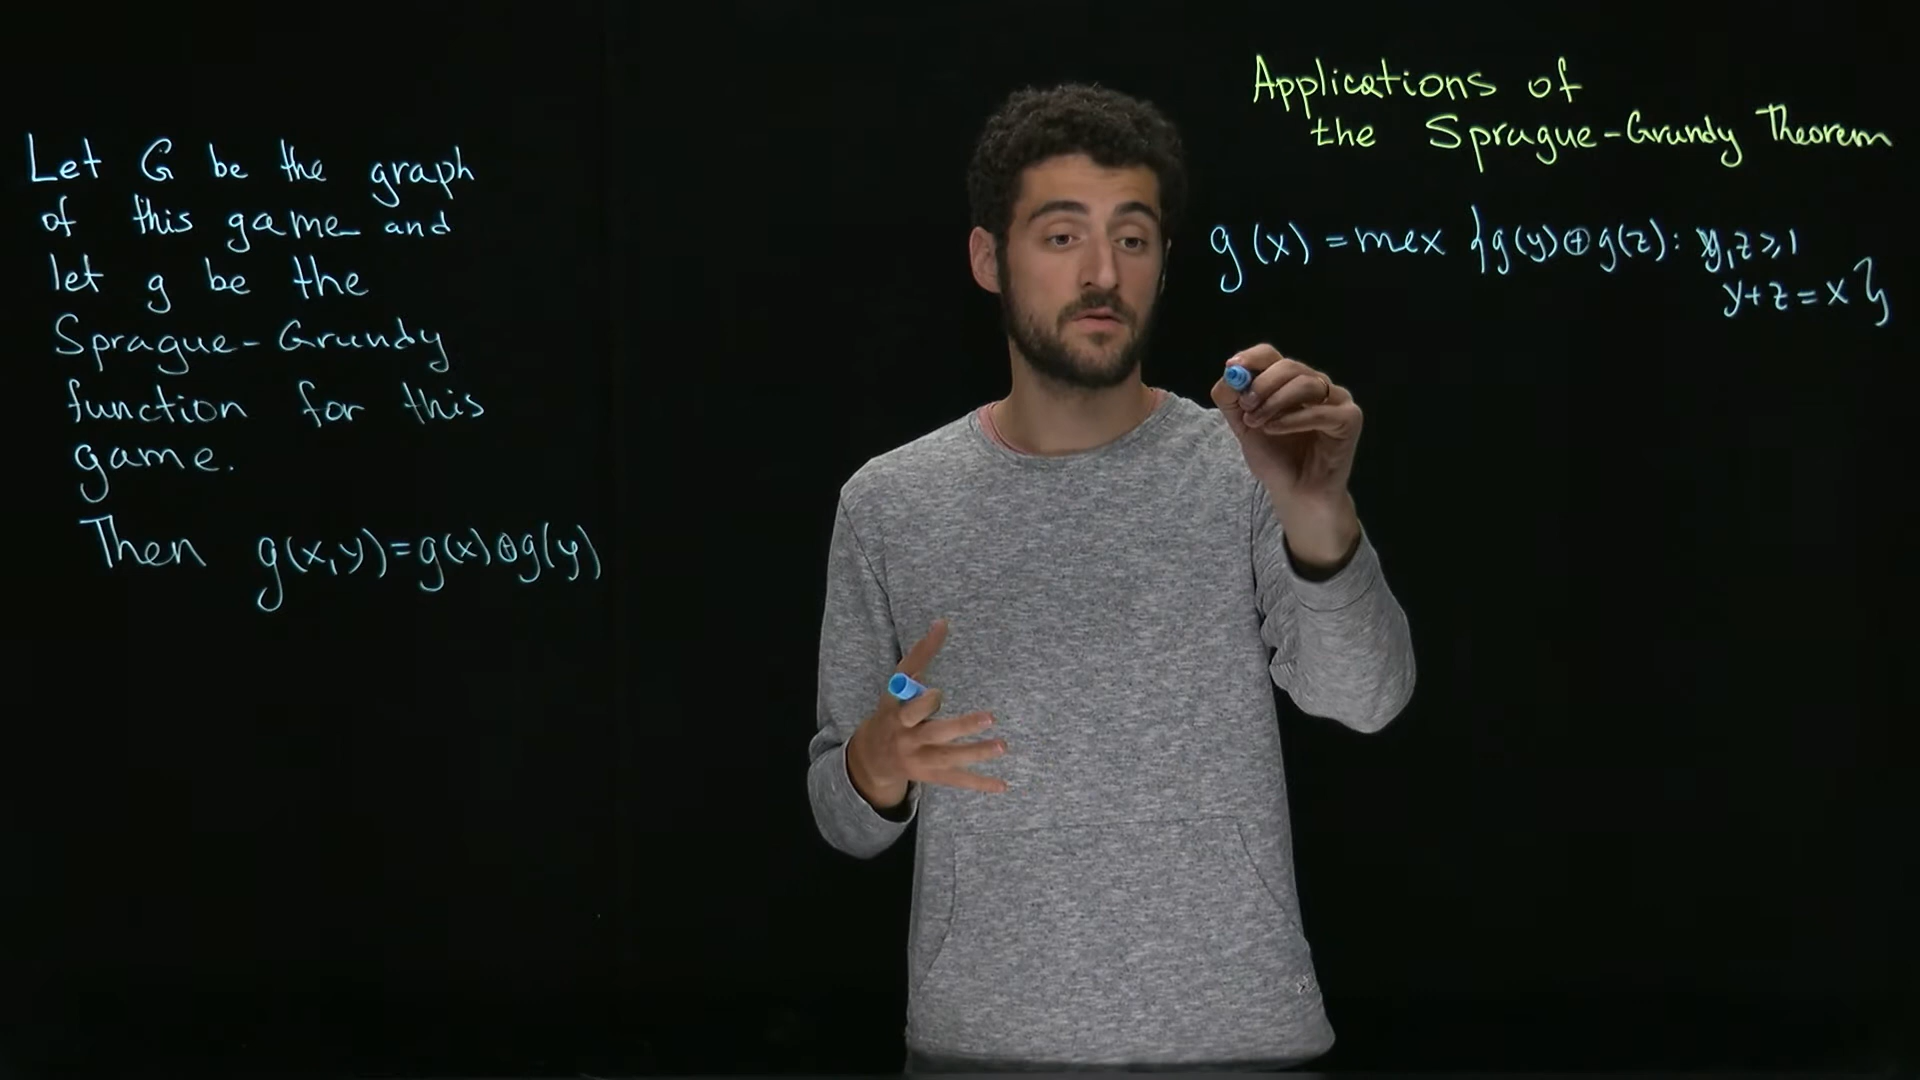 Let G be the graph
of this game and
let g be the
Sprague-Grundy
function for this
game.
Then g(x,y)=g(x)⊕g(y)
Applications of
the Sprague-Grundy Theorem
g(x)=mex {g(y)⊕g(z): y,z≥1
y+z=x}